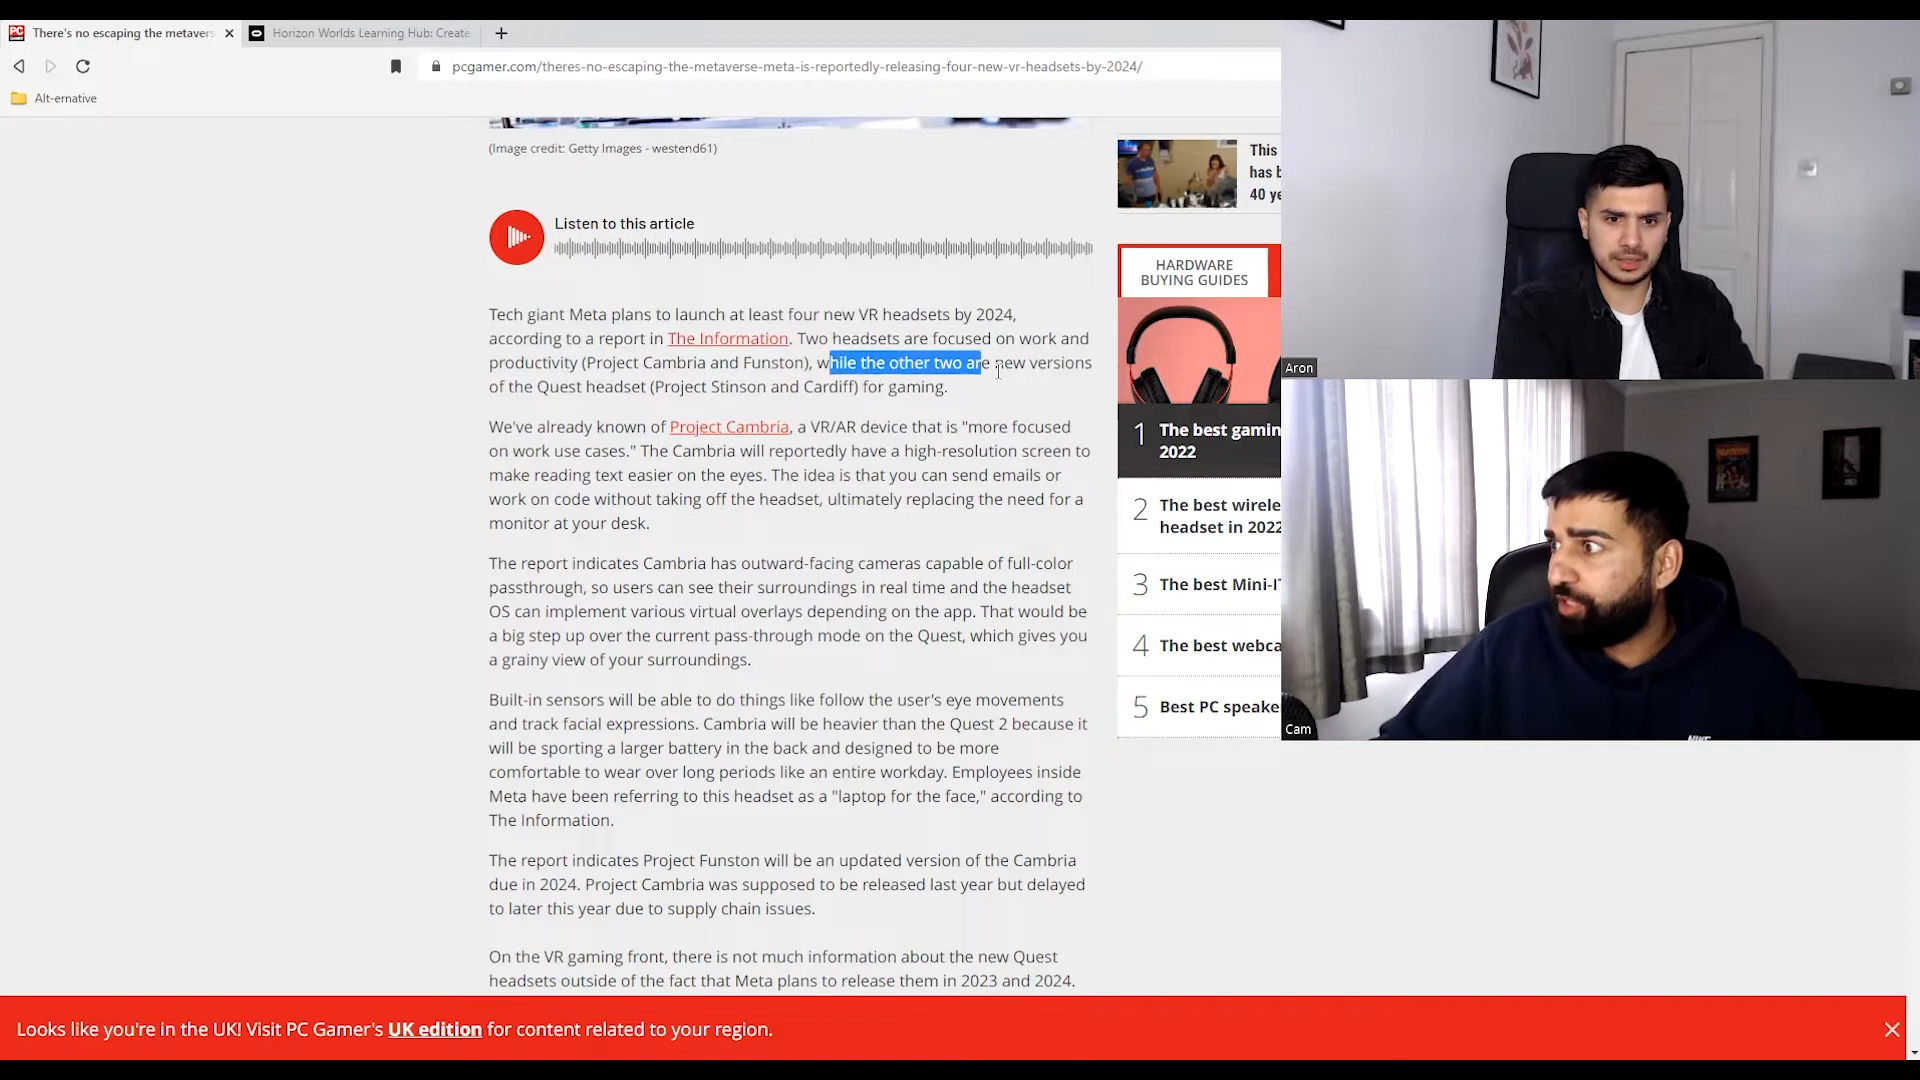 There's no escaping the metavers
Horizon Worlds Learning Hub: Create
pcgamer.com/theres-no-escaping-the-metaverse-meta-is-reportedly-releasing-four-new-vr-headsets-by-2024/
Alt-ernative
(Image credit: Getty Images - westend61)
Listen to this article
Tech giant Meta plans to launch at least four new VR headsets by 2024,
according to a report in The Information. Two headsets are focused on work and
productivity (Project Cambria and Funston), while the other two are new versions
of the Quest headset (Project Stinson and Cardiff) for gaming.
We've already known of Project Cambria, a VR/AR device that is "more focused
on work use cases." The Cambria will reportedly have a high-resolution screen to
make reading text easier on the eyes. The idea is that you can send emails or
work on code without taking off the headset, ultimately replacing the need for a
monitor at your desk.
The report indicates Cambria has outward-facing cameras capable of full-color
passthrough, so users can see their surroundings in real time and the headset
OS can implement various virtual overlays depending on the app. That would be
a big step up over the current pass-through mode on the Quest, which gives you
a grainy view of your surroundings.
Built-in sensors will be able to do things like follow the user's eye movements
and track facial expressions. Cambria will be heavier than the Quest 2 because it
will be sporting a larger battery in the back and designed to be more
comfortable to wear over long periods like an entire workday. Employees inside
Meta have been referring to this headset as a "laptop for the face," according to
The Information.
The report indicates Project Funston will be an updated version of the Cambria
due in 2024. Project Cambria was supposed to be released last year but delayed
to later this year due to supply chain issues.
On the VR gaming front, there is not much information about the new Quest
headsets outside of the fact that Meta plans to release them in 2023 and 2024.
This
has b
40 ye
HARDWARE
BUYING GUIDES
1 The best gamin
2022
2 The best wirele
headset in 2022
3 The best Mini-IT
4 The best webca
5 Best PC speake
Aron
Cam
Looks like you're in the UK! Visit PC Gamer's UK edition for content related to your region.